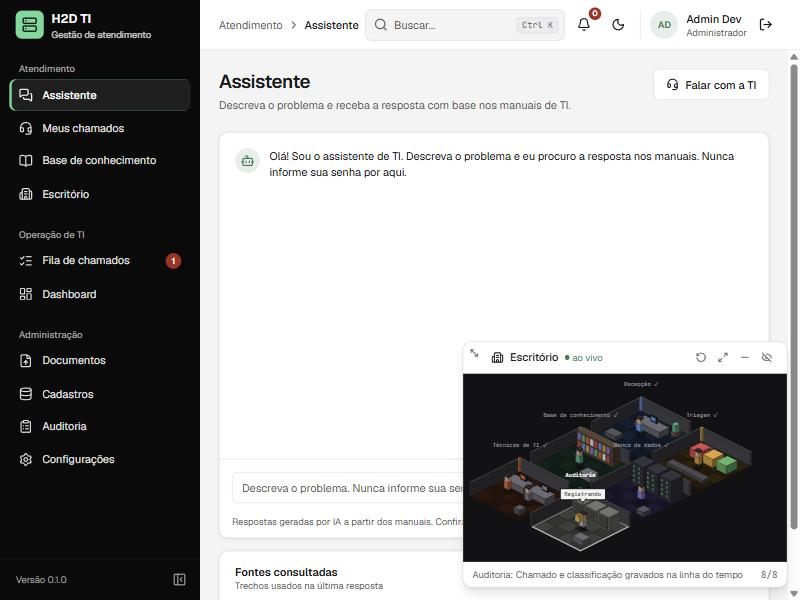 H2D TI
Gestão de atendimento
Atendimento
Assistente
Meus chamados
Base de conhecimento
Escritório
Operação de TI
Fila de chamados
1
Dashboard
Administração
Documentos
Cadastros
Auditoria
Configurações
Versão 0.1.0
Atendimento > Assistente
Buscar...
Ctrl K
0
AD
Admin Dev
Administrador
Assistente
Descreva o problema e receba a resposta com base nos manuais de TI.
Falar com a TI
Olá! Sou o assistente de TI. Descreva o problema e eu procuro a resposta nos manuais. Nunca
informe sua senha por aqui.
Descreva o problema. Nunca informe sua se
Respostas geradas por IA a partir dos manuais. Confir
Fontes consultadas
Trechos usados na última resposta
Escritório
ao vivo
Recepção ✓
Base de conhecimento ✓
Triagem ✓
Técnicos de TI ✓
Banco de dados ✓
Auditoria
Registrando
Auditoria: Chamado e classificação gravados na linha do tempo
8/8